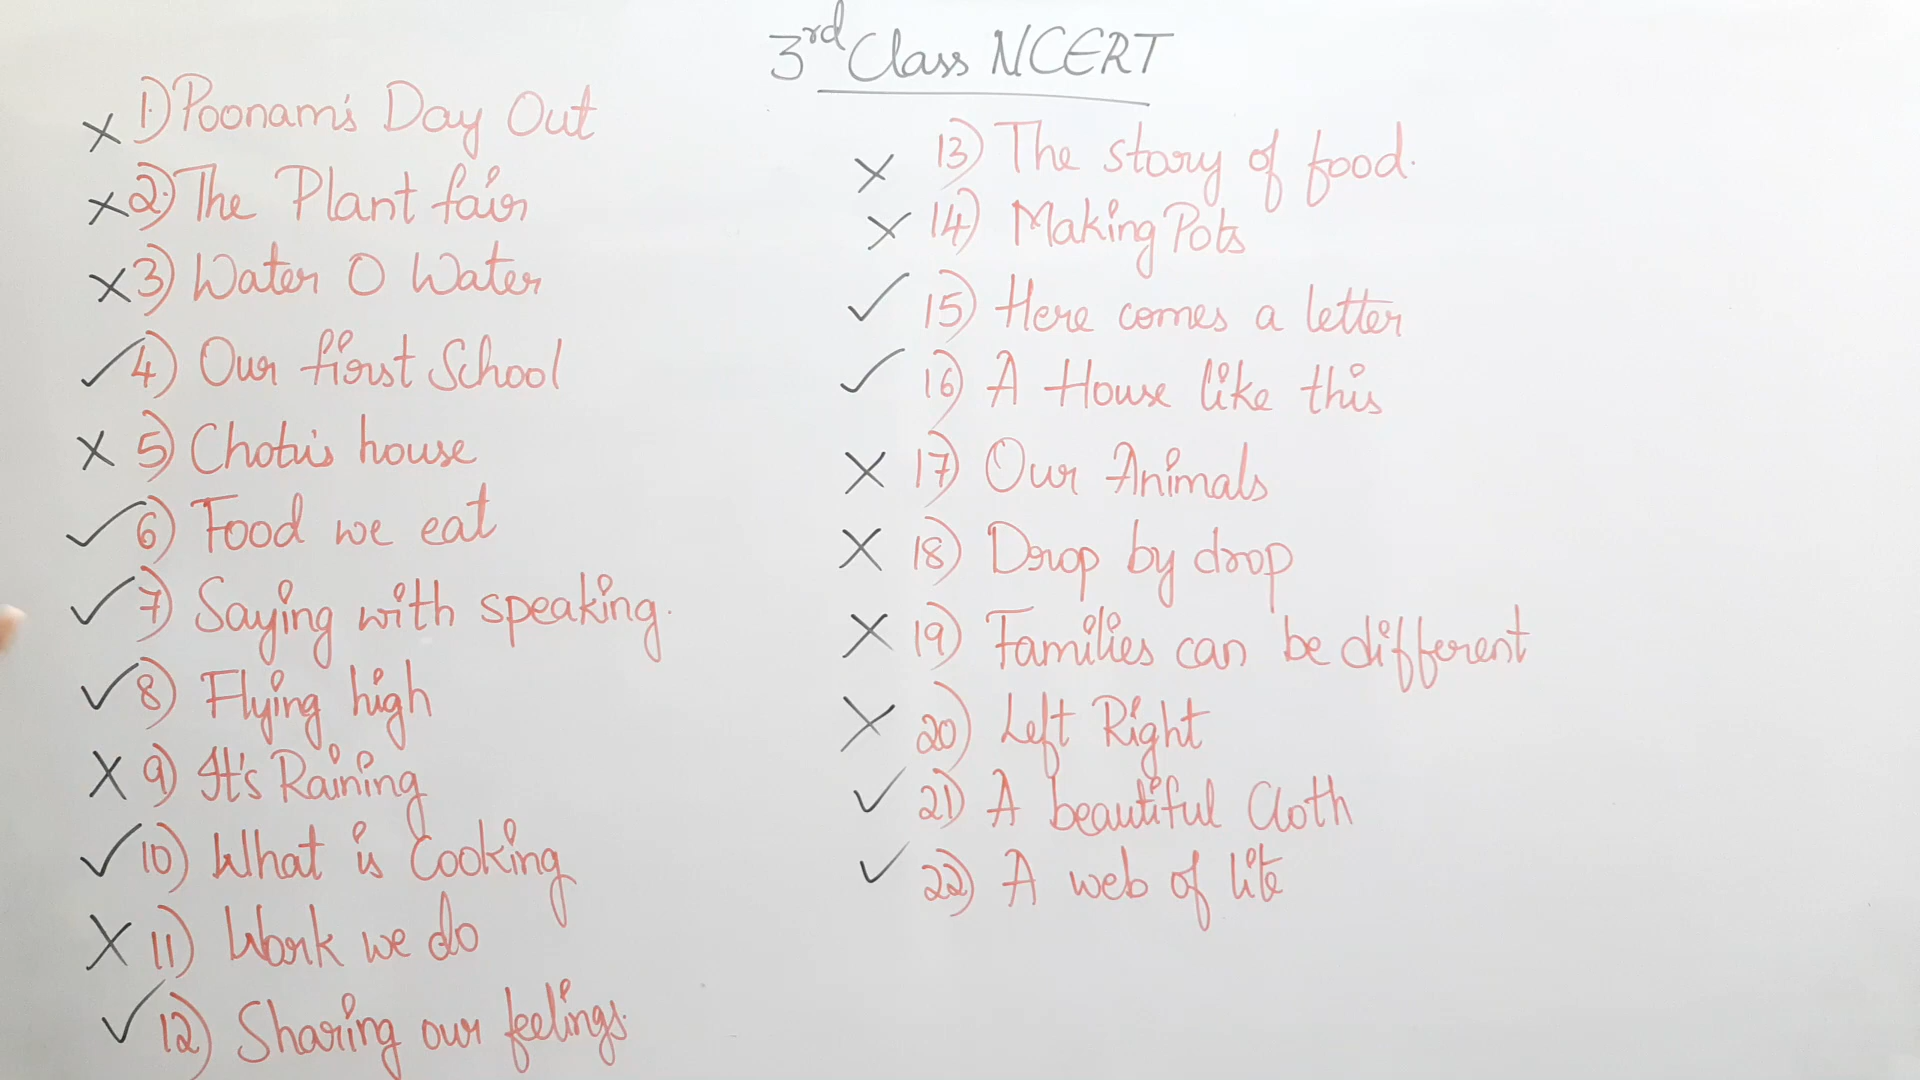 3rd Class NCERT
✗ 1) Poonam's Day Out
✗ 2) The Plant fair
✗ 3) Water O Water
✓ 4) Our first School
✗ 5) Chotu's house
✓ 6) Food we eat
✓ 7) Saying with speaking.
✓ 8) Flying high
✗ 9) It's Raining
✓ 10) What is Cooking
✗ 11) Work we do
✓ 12) Sharing our feelings.
✗ 13) The story of food.
✗ 14) Making Pots
✓ 15) Here comes a letter
✓ 16) A House like this
✗ 17) Our Animals
✗ 18) Drop by drop
✗ 19) Families can be different
✗ 20) Left Right
✓ 21) A beautiful Cloth
✓ 22) A web of life